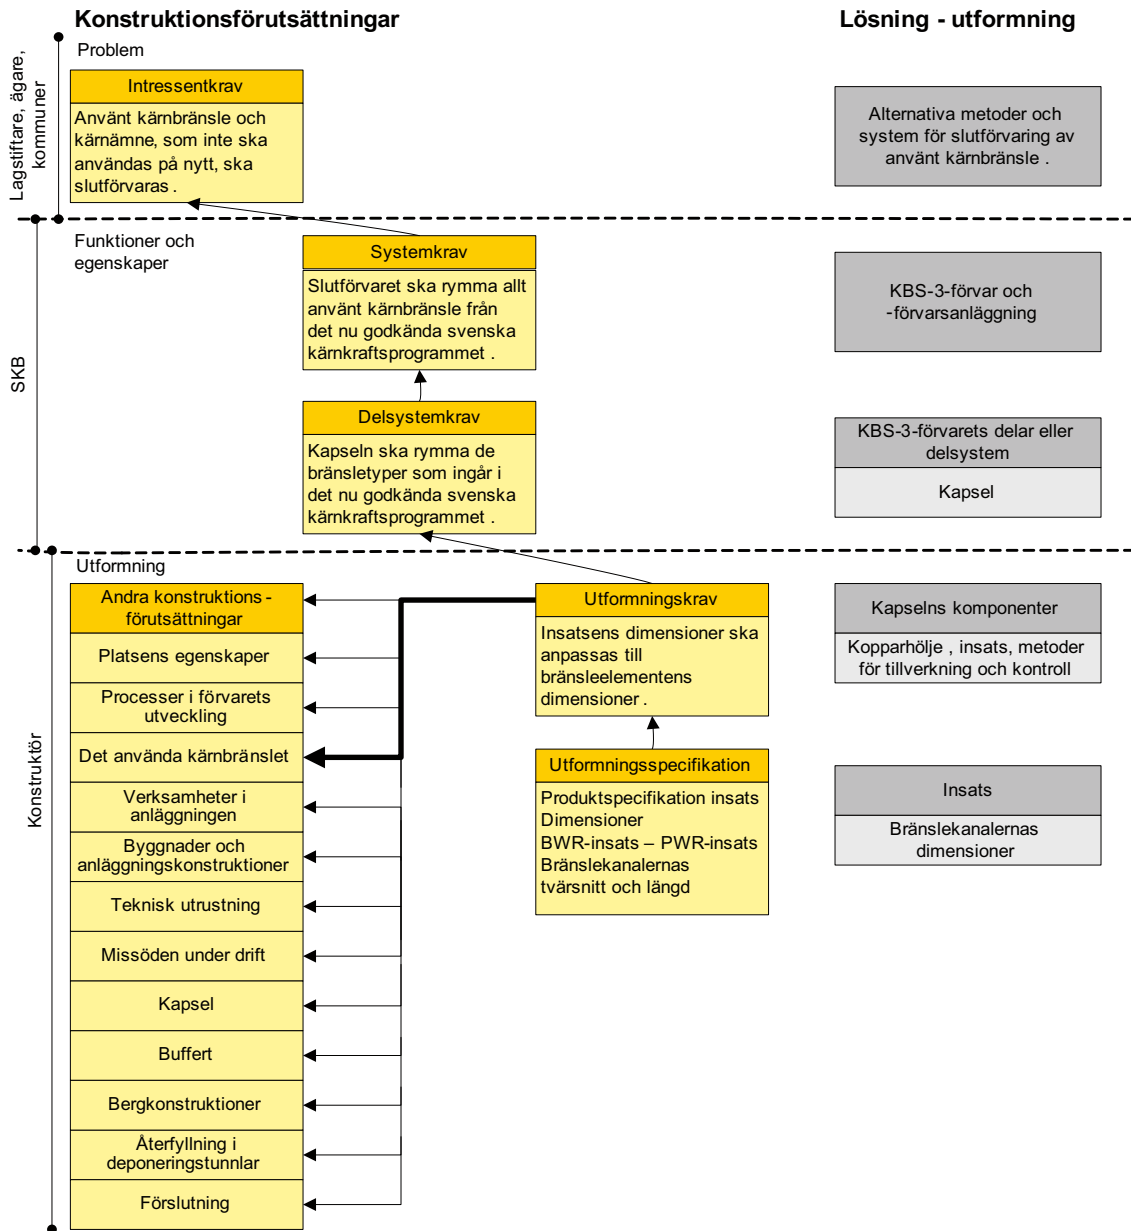 Konstruktionsförutsättningar
Lösning - utformning
Lagstiftare, ägare,
kommuner
Problem
Intressentkrav
Använt kärnbränsle och
kärnämne, som inte ska
användas på nytt, ska
slutförvaras .
Alternativa metoder och
system för slutförvaring av
använt kärnbränsle .
SKB
Funktioner och
egenskaper
Systemkrav
Slutförvaret ska rymma allt
använt kärnbränsle från
det nu godkända svenska
kärnkraftsprogrammet .
KBS-3-förvar och
-förvarsanläggning
Delsystemkrav
Kapseln ska rymma de
bränsletyper som ingår i
det nu godkända svenska
kärnkraftsprogrammet .
KBS-3-förvarets delar eller
delsystem
Kapsel
Konstruktör
Utformning
Andra konstruktions -
förutsättningar
Platsens egenskaper
Processer i förvarets
utveckling
Det använda kärnbränslet
Verksamheter i
anläggningen
Byggnader och
anläggningskonstruktioner
Teknisk utrustning
Missöden under drift
Kapsel
Buffert
Bergkonstruktioner
Återfyllning i
deponeringstunnlar
Förslutning
Utformningskrav
Insatsens dimensioner ska
anpassas till
bränsleelementens
dimensioner .
Utformningsspecifikation
Produktspecifikation insats
Dimensioner
BWR-insats – PWR-insats
Bränslekanalernas
tvärsnitt och längd
Kapselns komponenter
Kopparhölje , insats, metoder
för tillverkning och kontroll
Insats
Bränslekanalernas
dimensioner